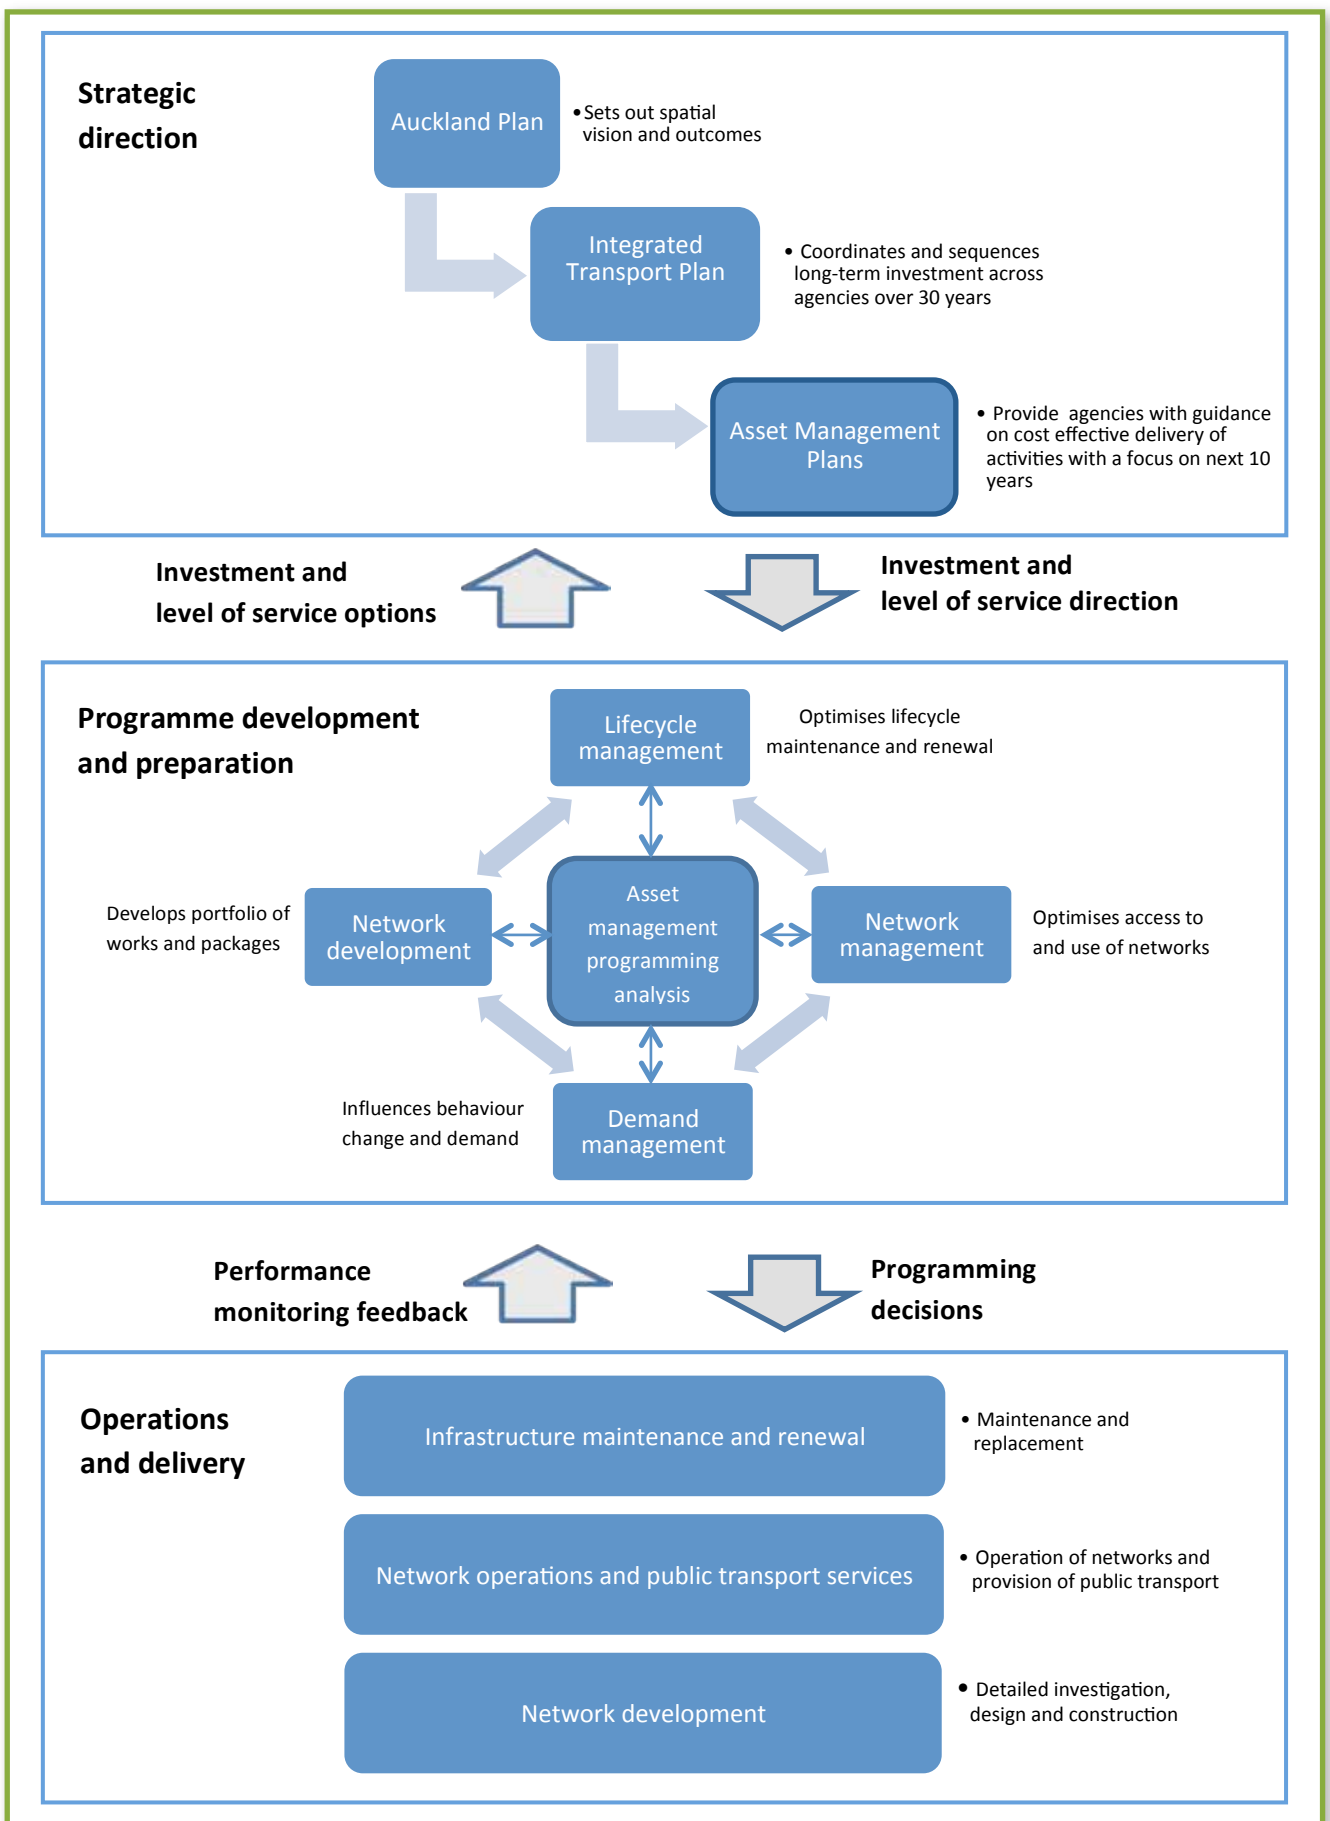 Strategic
direction
Auckland Plan
• Sets out spatial
vision and outcomes
Integrated
Transport Plan
• Coordinates and sequences
long-term investment across
agencies over 30 years
Asset Management
Plans
• Provide agencies with guidance
on cost effective delivery of
activities with a focus on next 10
years
Investment and
level of service options
Investment and
level of service direction
Programme development
and preparation
Lifecycle
management
Optimises lifecycle
maintenance and renewal
Develops portfolio of
works and packages
Network
development
Asset
management
programming
analysis
Network
management
Optimises access to
and use of networks
Influences behaviour
change and demand
Demand
management
Performance
monitoring feedback
Programming
decisions
Operations
and delivery
Infrastructure maintenance and renewal
• Maintenance and
replacement
Network operations and public transport services
• Operation of networks and
provision of public transport
Network development
• Detailed investigation,
design and construction